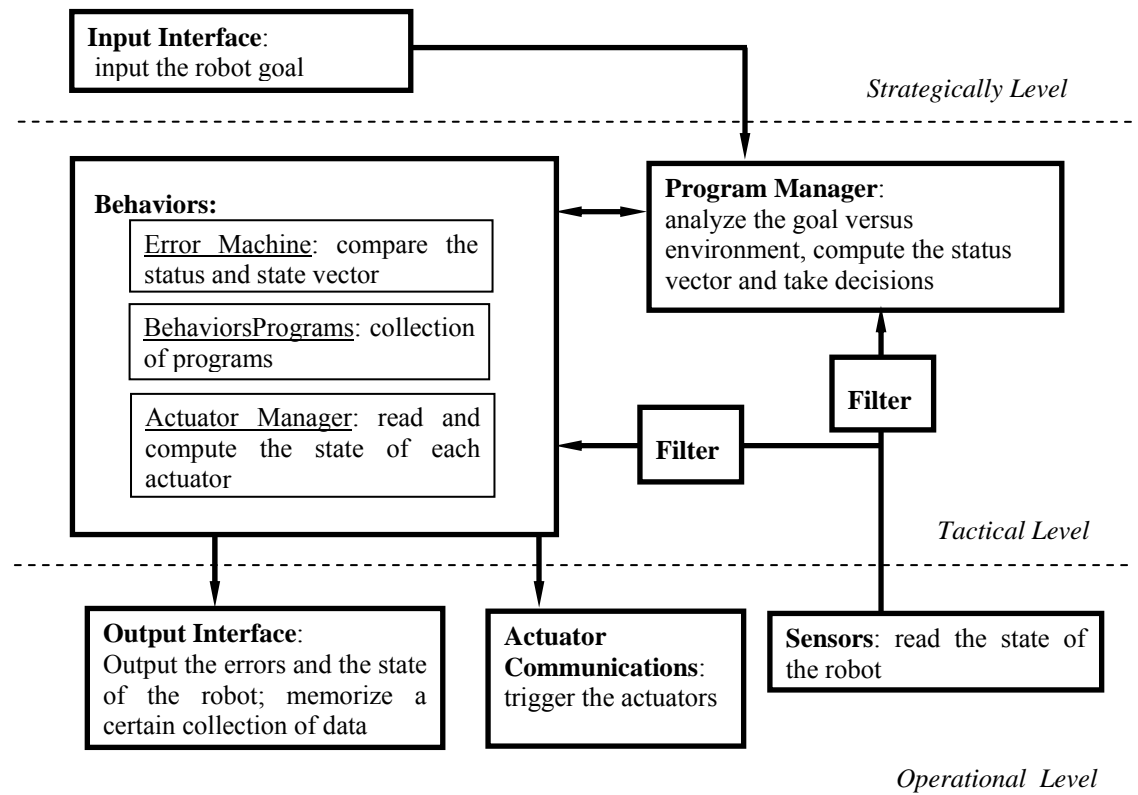 Input Interface:
input the robot goal
Strategically Level
Behaviors:
Error Machine: compare the
status and state vector
BehaviorsPrograms: collection
of programs
Actuator Manager: read and
compute the state of each
actuator
Program Manager:
analyze the goal versus
environment, compute the status
vector and take decisions
Filter
Filter
Tactical Level
Output Interface:
Output the errors and the state
of the robot; memorize a
certain collection of data
Actuator
Communications:
trigger the actuators
Sensors: read the state of
the robot
Operational Level